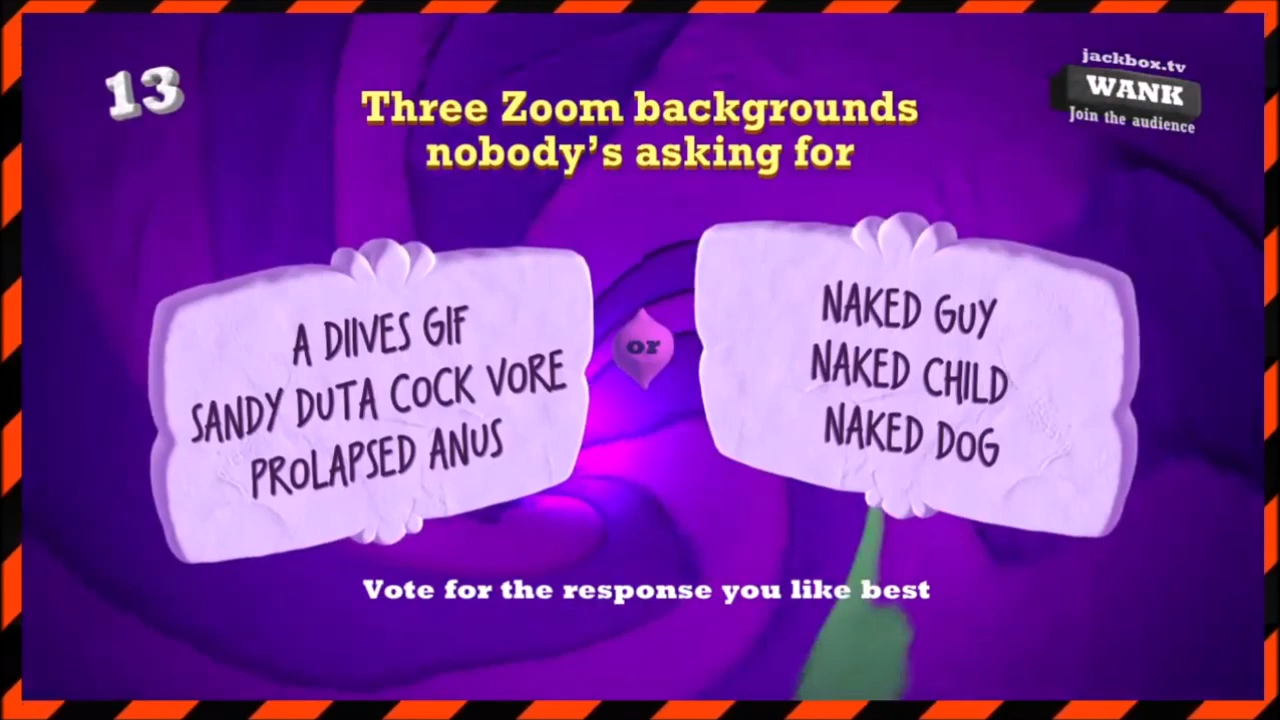 13
jackbox.tv
WANK
Join the audience
Three Zoom backgrounds
nobody's asking for
A DIIVES GIF
SANDY DUTA COCK VORE
PROLAPSED ANUS
or
NAKED GUY
NAKED CHILD
NAKED DOG
Vote for the response you like best